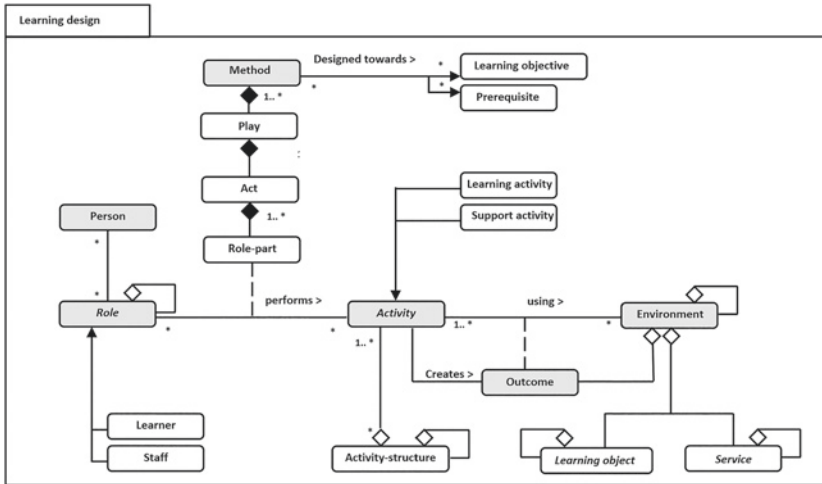 Learning design
Designed towards >
Method
*
*
Learning objective
*
Prerequisite
1.. *
Play
:
Act
1.. *
Role-part
Learning activity
Support activity
Person
*
*
Role
*
performs >
*
Activity
1.. *
using >
*
Environment
1.. *
Creates >
Outcome
*
Activity-structure
Learner
Staff
Learning object
Service